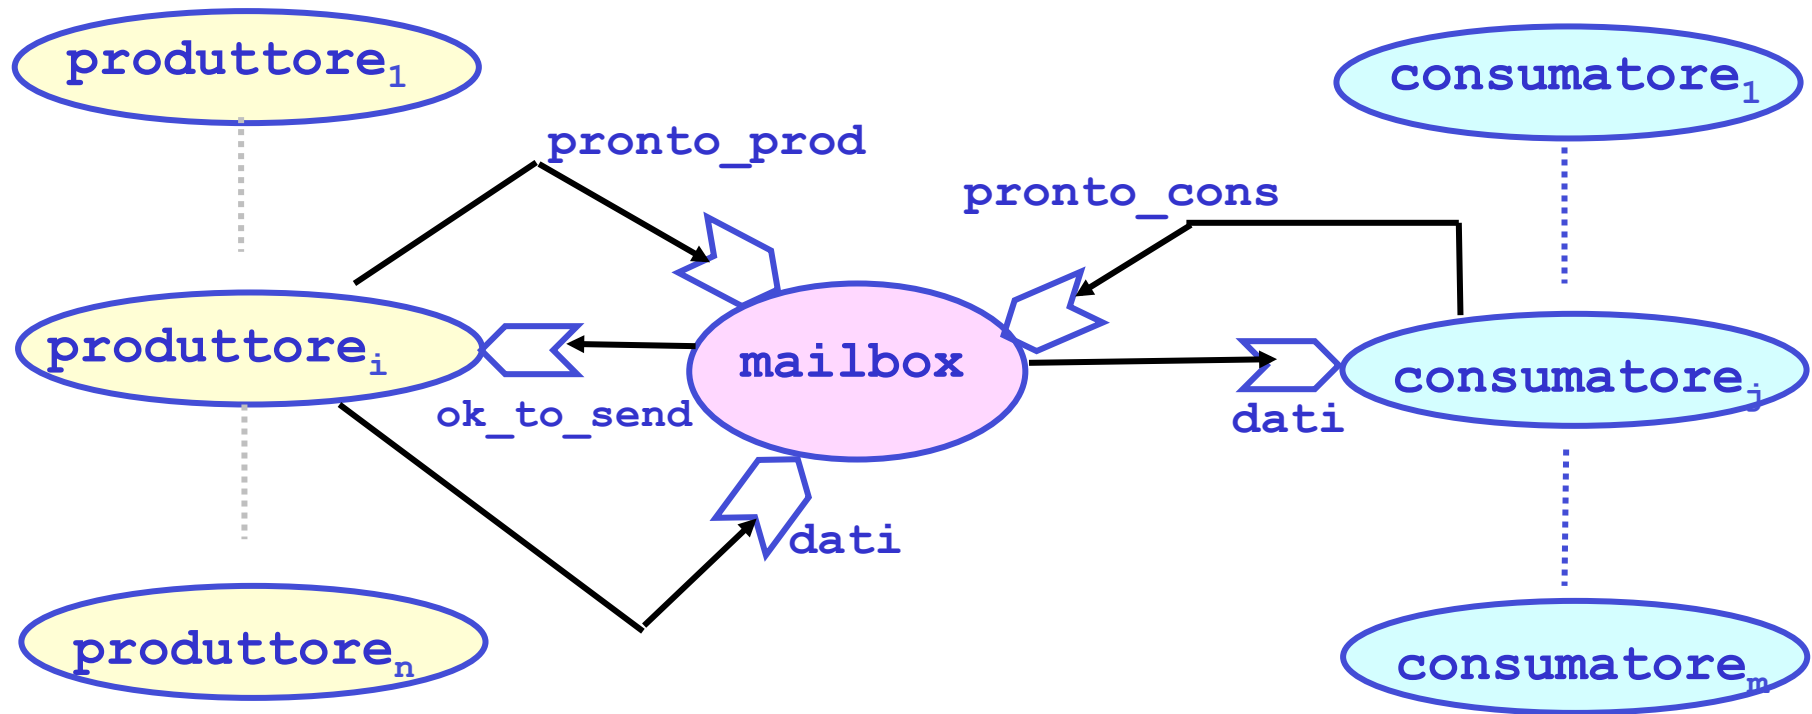 produttore1
consumatore1
pronto_prod
pronto_cons
produttorei
mailbox
consumatorej
ok_to_send
dati
dati
produttoren
consumatorem